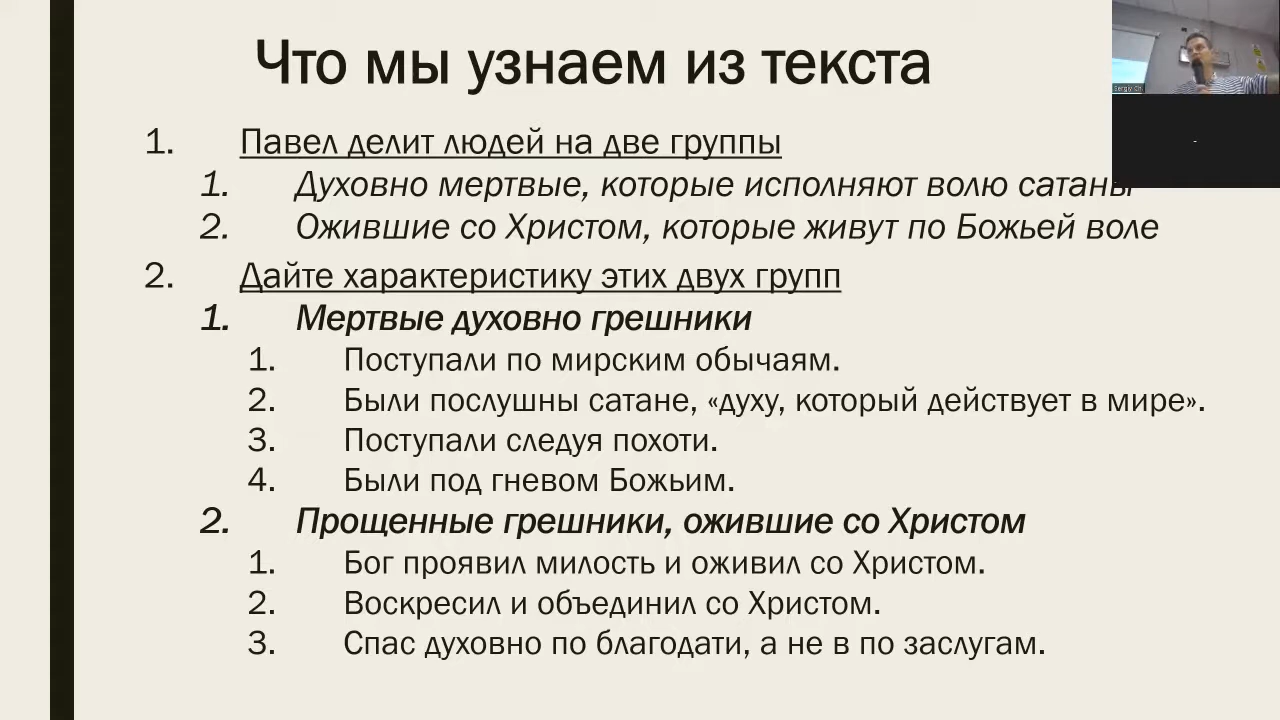 Что мы узнаем из текста
1. Павел делит людей на две группы
1. Духовно мертвые, которые исполняют волю сатаны
2. Ожившие со Христом, которые живут по Божьей воле
2. Дайте характеристику этих двух групп
1. Мертвые духовно грешники
1. Поступали по мирским обычаям.
2. Были послушны сатане, «духу, который действует в мире».
3. Поступали следуя похоти.
4. Были под гневом Божьим.
2. Прощенные грешники, ожившие со Христом
1. Бог проявил милость и оживил со Христом.
2. Воскресил и объединил со Христом.
3. Спас духовно по благодати, а не в по заслугам.
Sergiy Ch
-